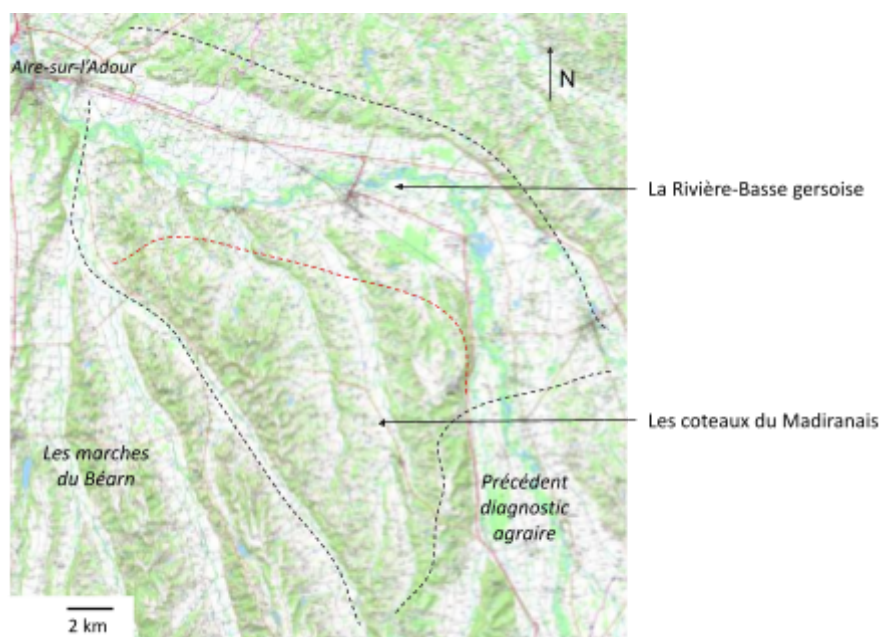 Aire-sur-l'Adour
N
La Rivière-Basse gersoise
Les coteaux du Madiranais
Les marches
du Béarn
Précédent
diagnostic
agraire
2 km